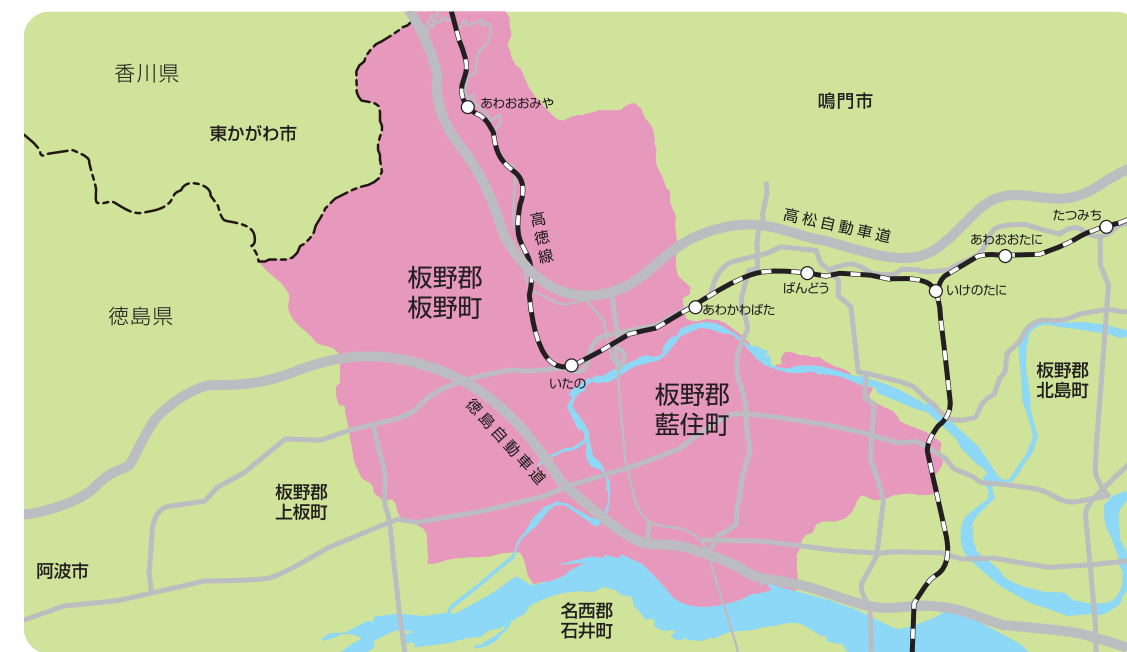 香川県
あわおおみや
鳴門市
東かがわ市
高徳線
高松自動車道
たつみち
あわおおたに
板野郡
板野町
ばんどう
いけのたに
徳島県
あわかわばた
いたの
板野郡
北島町
板野郡
藍住町
徳島自動車道
板野郡
上板町
阿波市
名西郡
石井町